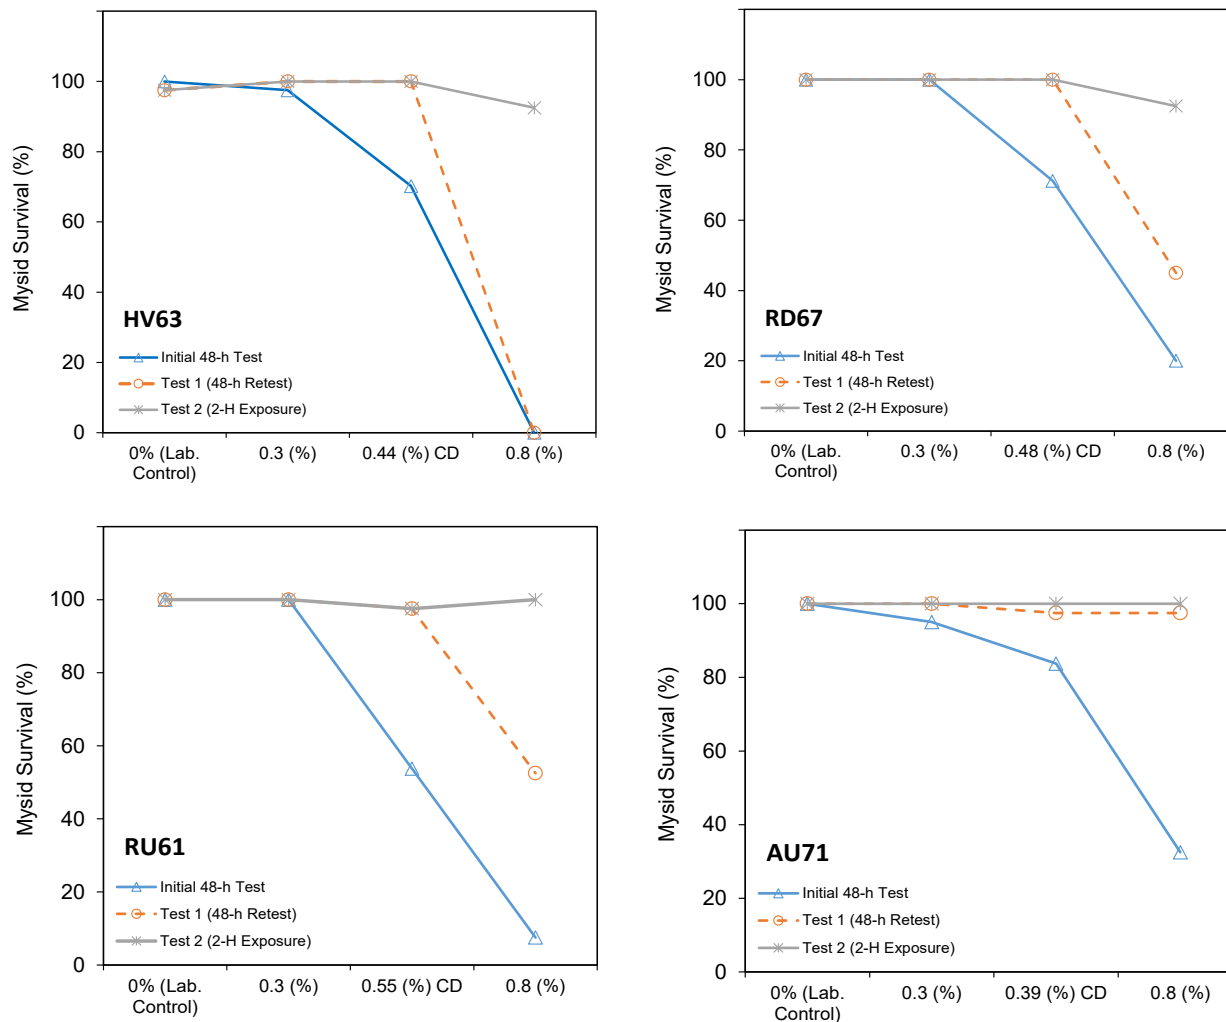 Mysid Survival (%)
100
80
60
40
20
0
HV63
Initial 48-h Test
Test 1 (48-h Retest)
Test 2 (2-H Exposure)
0% (Lab.
Control)
0.3 (%)
0.44 (%) CD
0.8 (%)
Mysid Survival (%)
100
80
60
40
20
0
RD67
Initial 48-h Test
Test 1 (48-h Retest)
Test 2 (2-H Exposure)
0% (Lab.
Control)
0.3 (%)
0.48 (%) CD
0.8 (%)
Mysid Survival (%)
100
80
60
40
20
0
RU61
Initial 48-h Test
Test 1 (48-h Retest)
Test 2 (2-H Exposure)
0% (Lab.
Control)
0.3 (%)
0.55 (%) CD
0.8 (%)
Mysid Survival (%)
100
80
60
40
20
0
AU71
Initial 48-h Test
Test 1 (48-h Retest)
Test 2 (2-H Exposure)
0% (Lab.
Control)
0.3 (%)
0.39 (%) CD
0.8 (%)